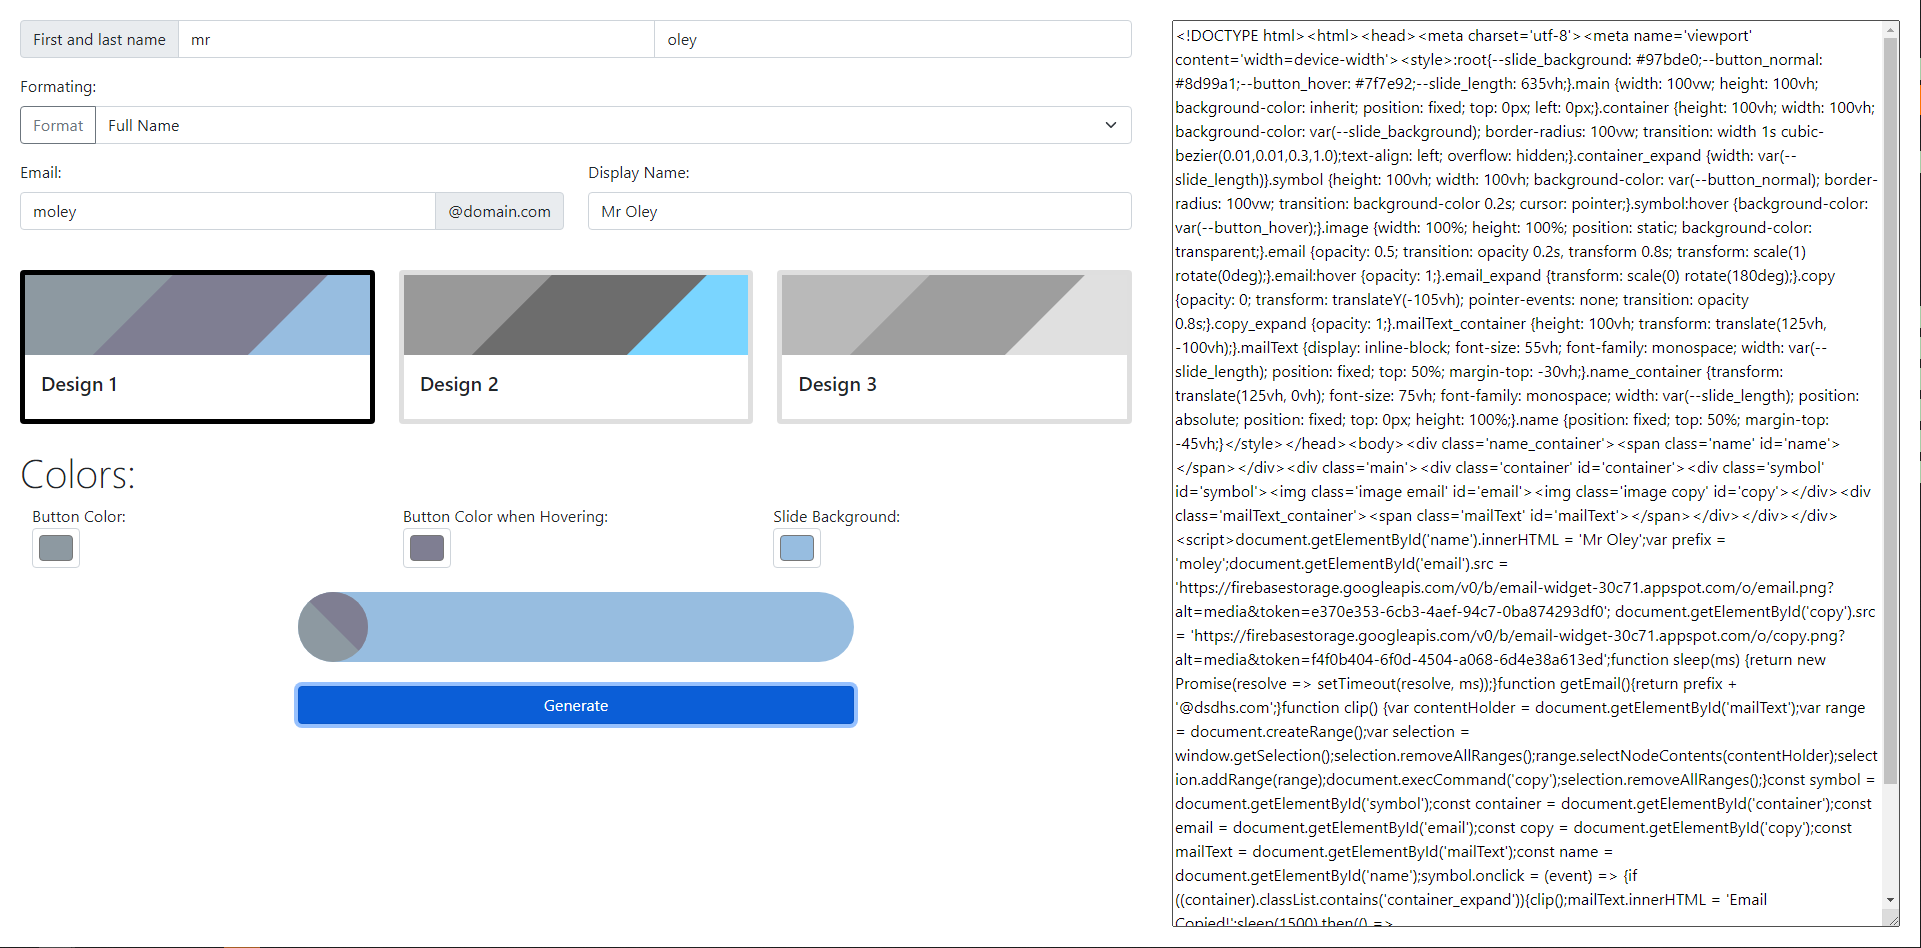 First and last name mr oley
Formating:
Format Full Name
Email: Display Name:
moley @domain.com Mr Oley
Design 1 Design 2 Design 3
Colors:
Button Color: Button Color when Hovering: Slide Background:
Generate
<!DOCTYPE html><html><head><meta charset='utf-8'><meta name='viewport'
content='width=device-width'><style>:root{--slide_background: #97bde0;--button_normal:
#8d99a1;--button_hover: #7f7e92;--slide_length: 635vh;}.main {width: 100vw; height: 100vh;
background-color: inherit; position: fixed; top: 0px; left: 0px;}.container {height: 100vh; width: 100vh;
background-color: var(--slide_background); border-radius: 100vw; transition: width 1s cubic-
bezier(0.01,0.01,0.3,1.0);text-align: left; overflow: hidden;}.container_expand {width: var(--
slide_length)}.symbol {height: 100vh; width: 100vh; background-color: var(--button_normal); border-
radius: 100vw; transition: background-color 0.2s; cursor: pointer;}.symbol:hover {background-color:
var(--button_hover);}.image {width: 100%; height: 100%; position: static; background-color:
transparent;}.email {opacity: 0.5; transition: opacity 0.2s, transform 0.8s; transform: scale(1)
rotate(0deg);}.email:hover {opacity: 1;}.email_expand {transform: scale(0) rotate(180deg);}.copy
{opacity: 0; transform: translateY(-105vh); pointer-events: none; transition: opacity
0.8s;}.copy_expand {opacity: 1;}.mailText_container {height: 100vh; transform: translate(125vh,
-100vh);}.mailText {display: inline-block; font-size: 55vh; font-family: monospace; width: var(--
slide_length); position: fixed; top: 50%; margin-top: -30vh;}.name_container {transform:
translate(125vh, 0vh); font-size: 75vh; font-family: monospace; width: var(--slide_length); position:
absolute; position: fixed; top: 0px; height: 100%;}.name {position: fixed; top: 50%; margin-top:
-45vh;}</style></head><body><div class='name_container'><span class='name' id='name'>
</span></div><div class='main'><div class='container' id='container'><div class='symbol'
id='symbol'><img class='image email' id='email'><img class='image copy' id='copy'></div><div
class='mailText_container'><span class='mailText' id='mailText'></span></div></div></div>
<script>document.getElementById('name').innerHTML = 'Mr Oley';var prefix =
'moley';document.getElementById('email').src =
'https://firebasestorage.googleapis.com/v0/b/email-widget-30c71.appspot.com/o/email.png?
alt=media&token=e370e353-6cb3-4aef-94c7-0ba874293df0'; document.getElementById('copy').src
= 'https://firebasestorage.googleapis.com/v0/b/email-widget-30c71.appspot.com/o/copy.png?
alt=media&token=f4f0b404-6f0d-4504-a068-6d4e38a613ed';function sleep(ms) {return new
Promise(resolve => setTimeout(resolve, ms));}function getEmail(){return prefix +
'@dsdhs.com';}function clip() {var contentHolder = document.getElementById('mailText');var range
= document.createRange();var selection =
window.getSelection();selection.removeAllRanges();range.selectNodeContents(contentHolder);select
ion.addRange(range);document.execCommand('copy');selection.removeAllRanges();}const symbol =
document.getElementById('symbol');const container = document.getElementById('container');const
email = document.getElementById('email');const copy = document.getElementById('copy');const
mailText = document.getElementById('mailText');const name =
document.getElementById('name');symbol.onclick = (event) => {if
((container).classList.contains('container_expand')){clip();mailText.innerHTML = 'Email
Copied!';sleep(1500).then(() =>